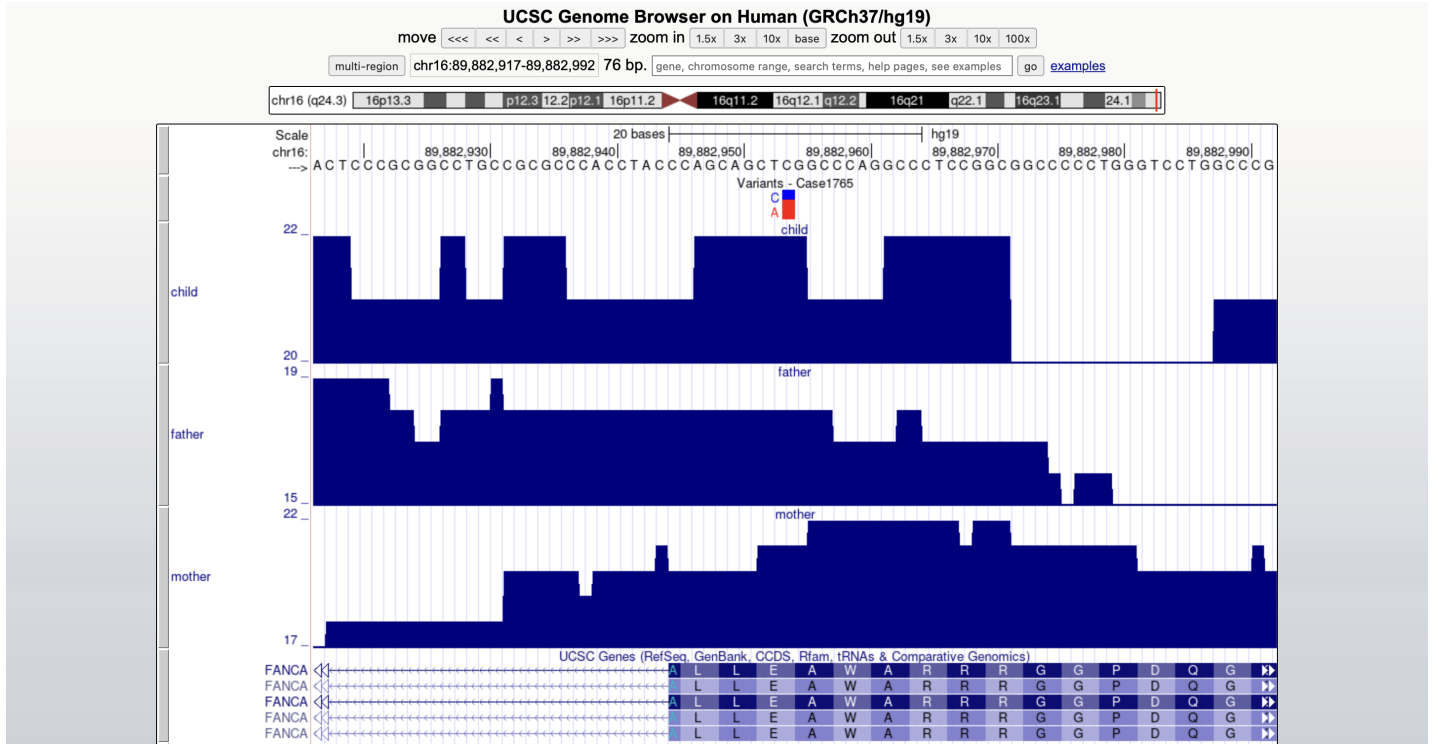 UCSC Genome Browser on Human (GRCh37/hg19)
move <<< << < > >> >>> zoom in 1.5x 3x 10x base zoom out 1.5x 3x 10x 100x
multi-region chr16:89,882,917-89,882,992 76 bp. gene, chromosome range, search terms, help pages, see examples go examples
chr16 (q24.3) 16p13.3 p12.3 12.2 p12.1 16p11.2 16q11.2 16q12.1 q12.2 16q21 q22.1 16q23.1 24.1
Scale 20 bases hg19
chr16: 89,882,930 89,882,940 89,882,950 89,882,960 89,882,970 89,882,980 89,882,990
---> A C T C C C G C G G C C T G C C G C G C C C A C C T A C C C A G C A G C T C G G C C C A G G C C C T C C G G C G G C C C C C T G G G T C C T G G C C C G
Variants - Case1765
C
A
child
22
child
20
father
19
father
15
mother
22
mother
17
UCSC Genes (RefSeq, GenBank, CCDS, Rfam, tRNAs & Comparative Genomics)
FANCA A L L E A W A R R R G G P D Q G
FANCA L L E A W A R R R G G P D Q G
FANCA A L L E A W A R R R G G P D Q G
FANCA L L E A W A R R R G G P D Q G
FANCA L L E A W A R R R G G P D Q G